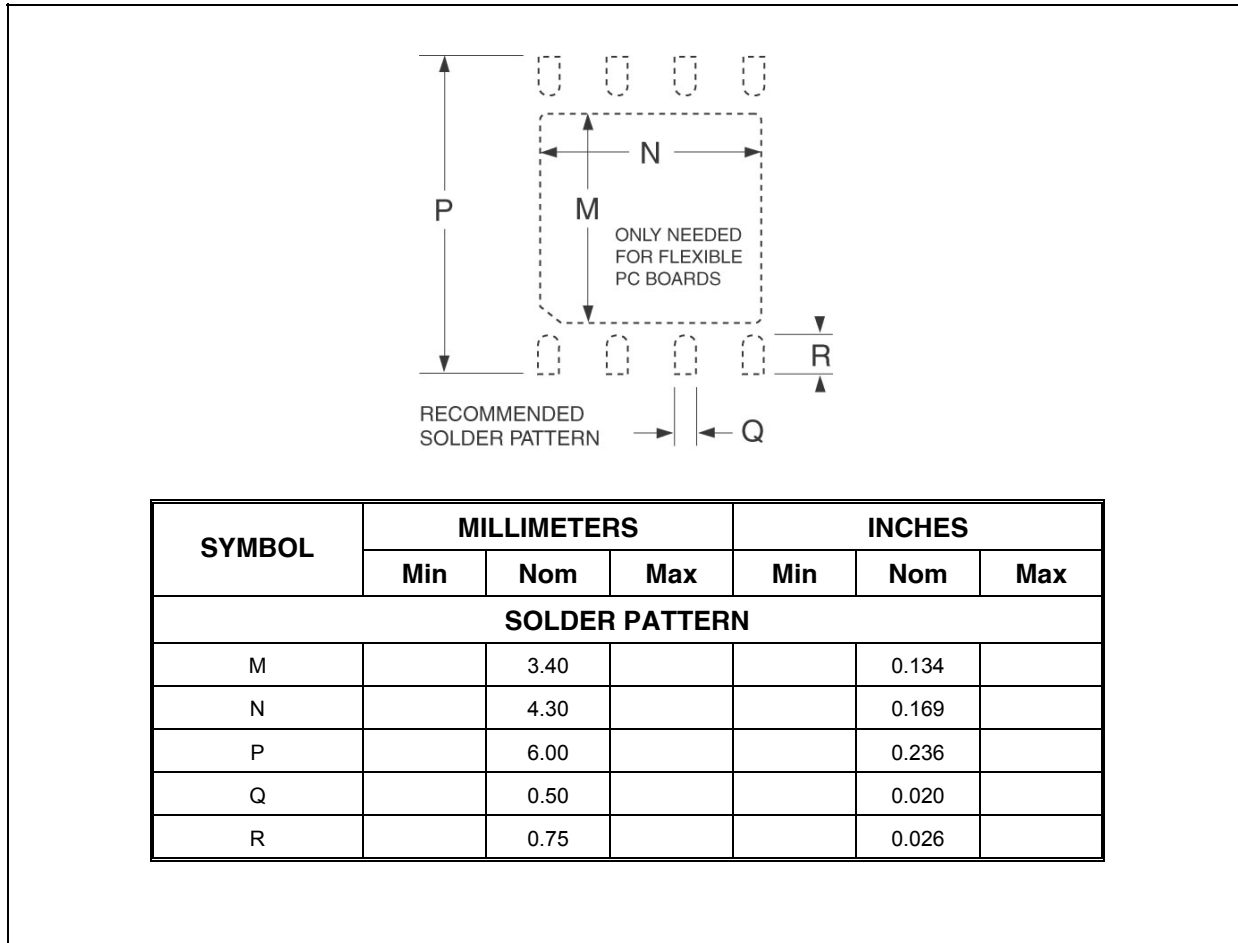 P
N
M
ONLY NEEDED
FOR FLEXIBLE
PC BOARDS
R
RECOMMENDED
SOLDER PATTERN
Q
SYMBOL MILLIMETERS INCHES
Min Nom Max Min Nom Max
SOLDER PATTERN
M 3.40 0.134
N 4.30 0.169
P 6.00 0.236
Q 0.50 0.020
R 0.75 0.026